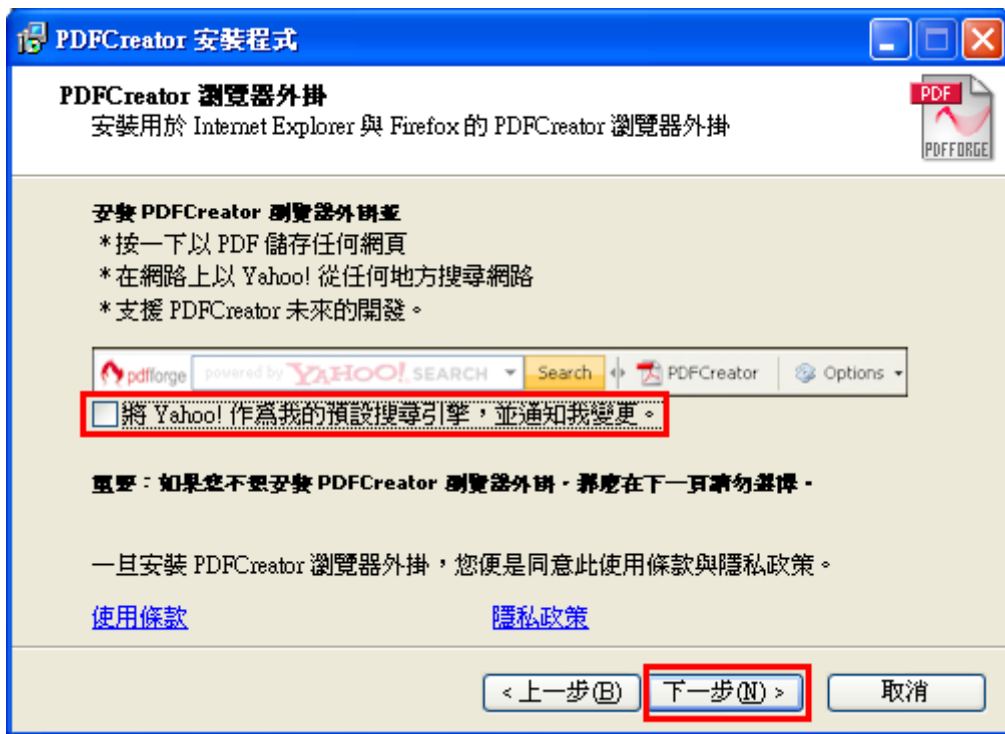 PDFCreator 安裝程式
PDFCreator 瀏覽器外掛
安裝用於 Internet Explorer 與 Firefox 的 PDFCreator 瀏覽器外掛
PDF
PDFFORGE
安裝 PDFCreator 瀏覽器外掛並
*按一下以 PDF 儲存任何網頁
*在網路上以 Yahoo! 從任何地方搜尋網路
*支援 PDFCreator 未來的開發。
pdfforge powered by YAHOO! SEARCH Search PDFCreator Options
將 Yahoo! 作爲我的預設搜尋引擎，並通知我變更。
重要：如果您不想安裝 PDFCreator 瀏覽器外掛，那麼在下一頁請勿選擇。
一旦安裝 PDFCreator 瀏覽器外掛，您便是同意此使用條款與隱私政策。
使用條款 隱私政策
<上一步(B) 下一步(N)> 取消